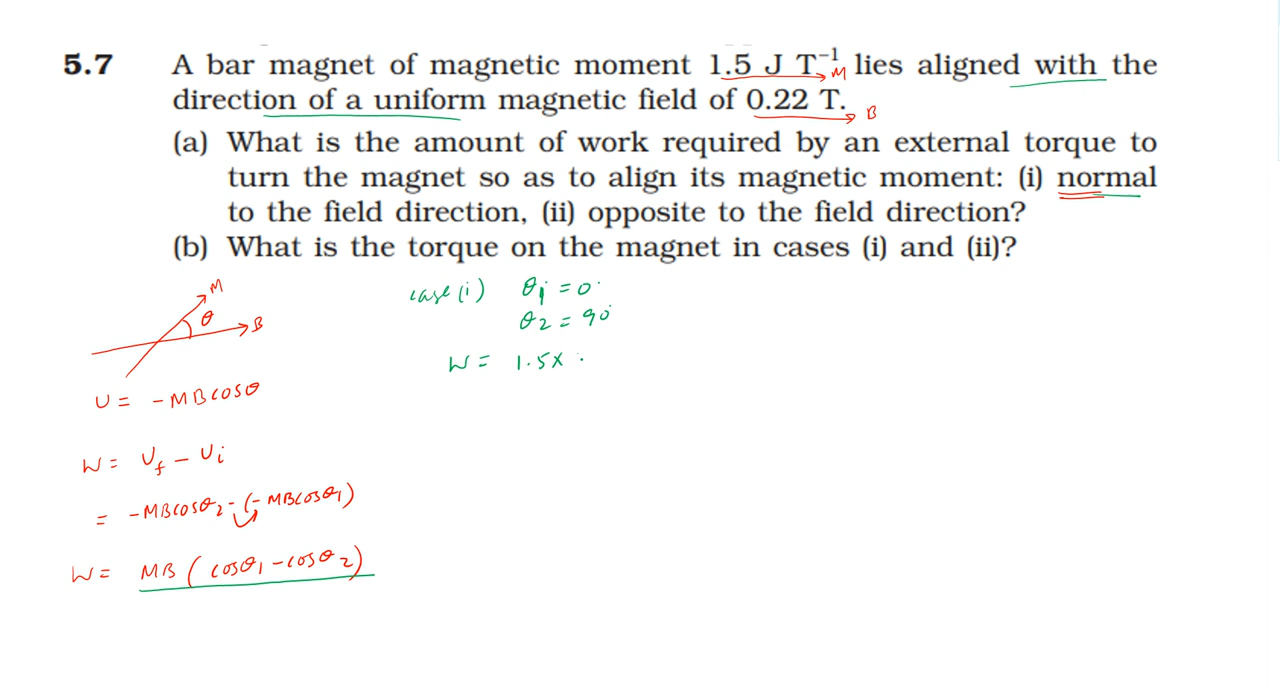 5.7 A bar magnet of magnetic moment 1.5 J T⁻¹ lies aligned with the
M
direction of a uniform magnetic field of 0.22 T.
B
(a) What is the amount of work required by an external torque to
turn the magnet so as to align its magnetic moment: (i) normal
to the field direction, (ii) opposite to the field direction?
(b) What is the torque on the magnet in cases (i) and (ii)?
M
θ
B
U = -MBcosθ
W = U_f - U_i
= -MBcosθ₂ - (-MBcosθ₁)
W = MB (cosθ₁ - cosθ₂)
case (i) θ₁ = 0°
θ₂ = 90°
W = 1.5 ×